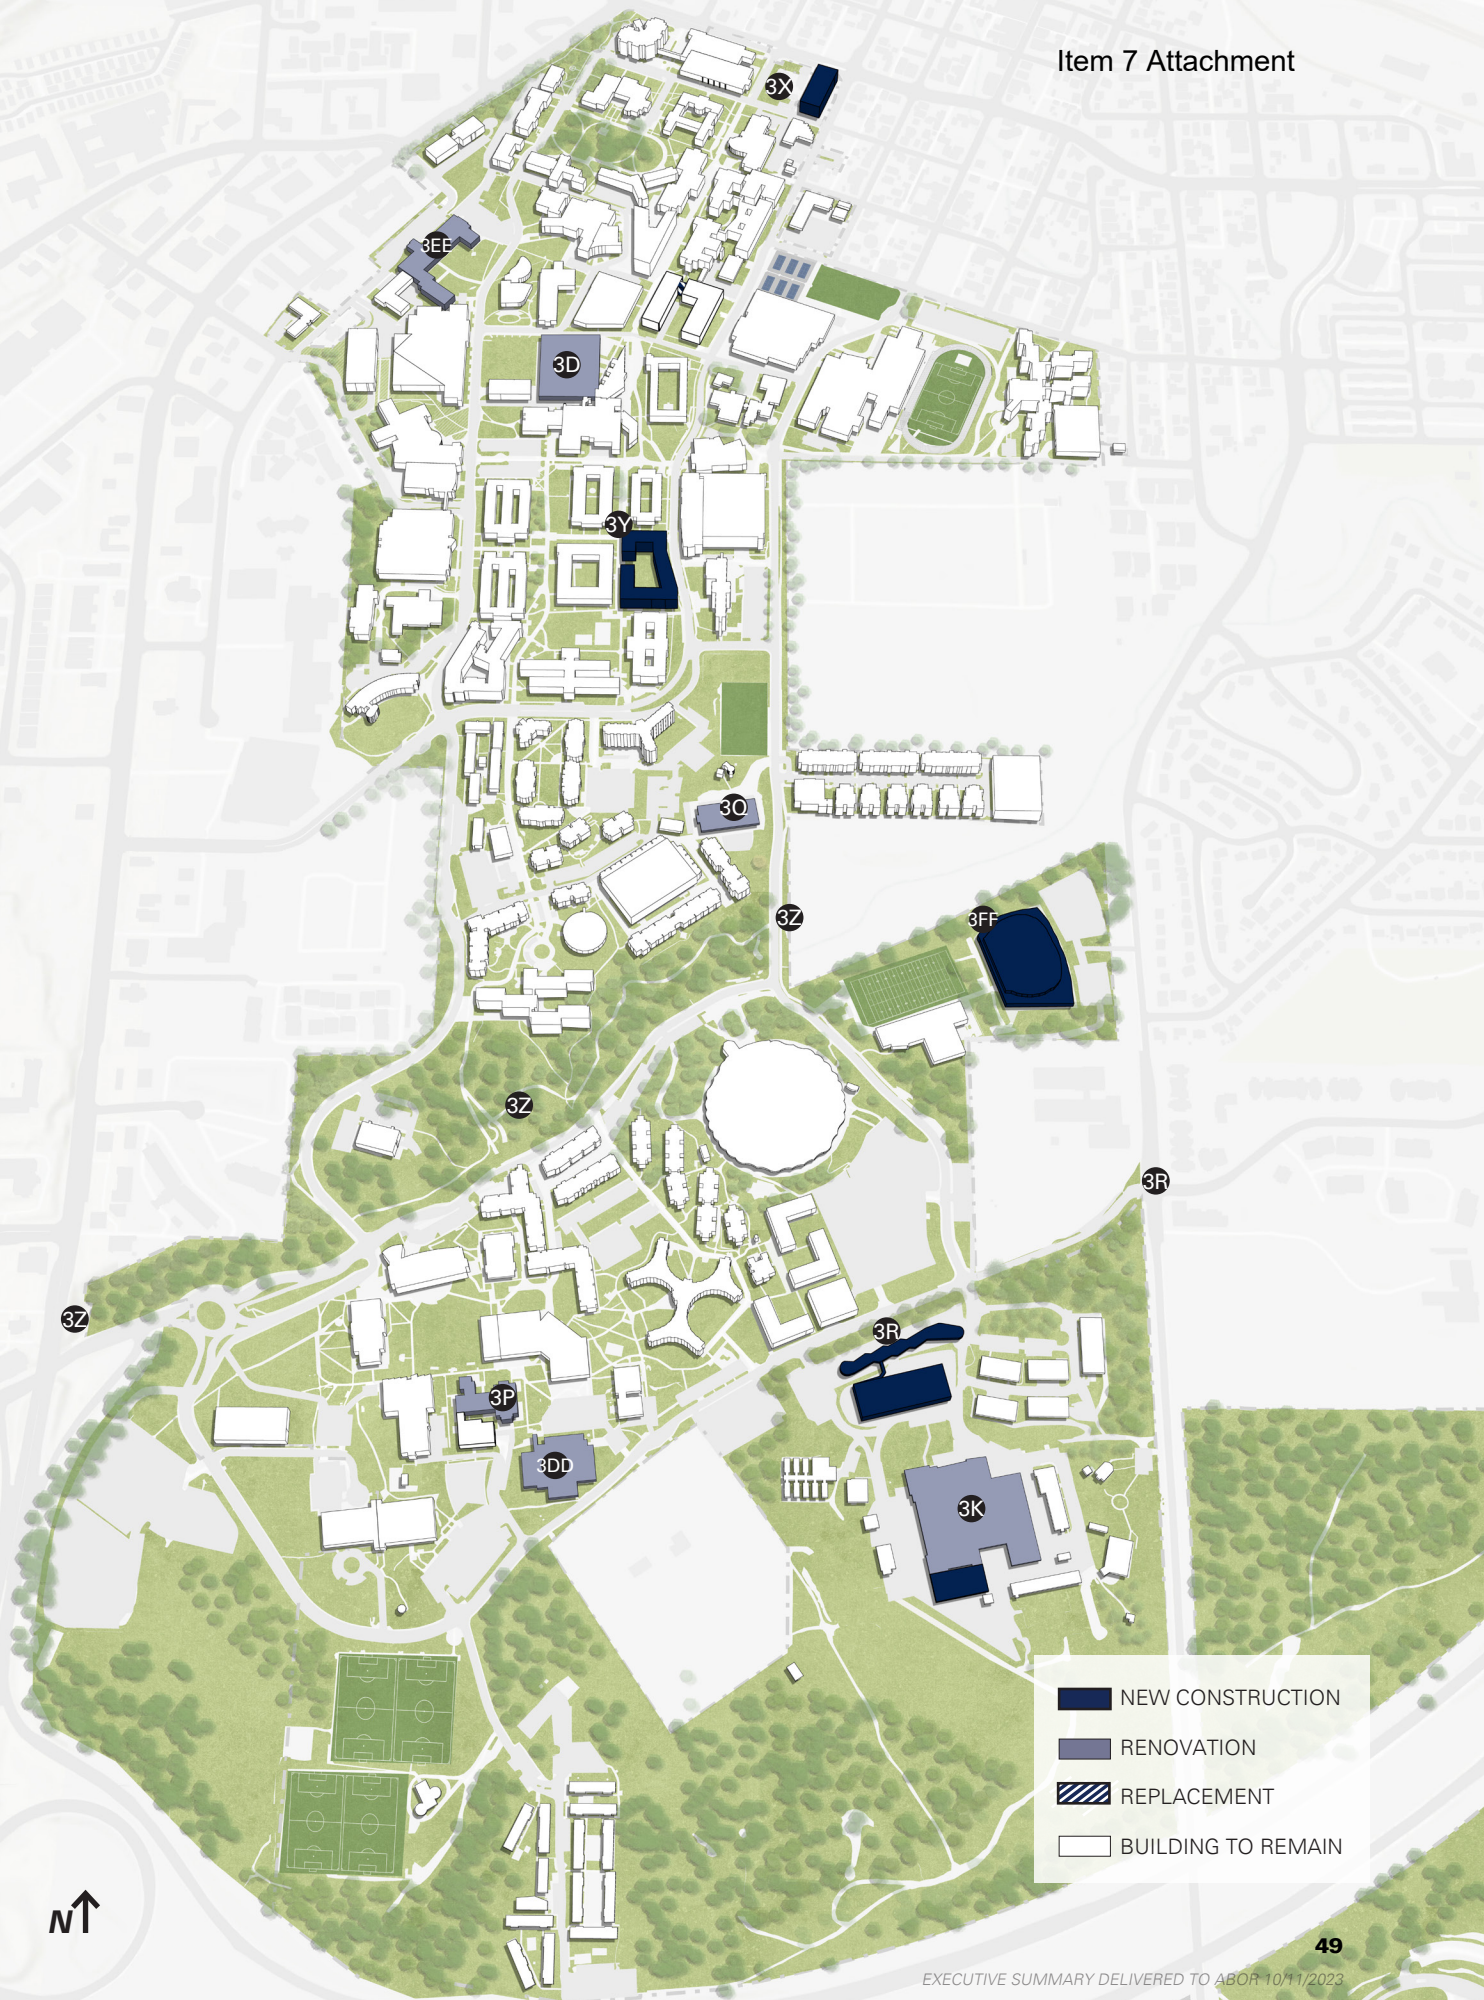 Item 7 Attachment
3X
3EE
3D
3Y
3Q
3Z
3FF
3Z
3R
3Z
3R
3P
3DD
3K
NEW CONSTRUCTION
RENOVATION
REPLACEMENT
BUILDING TO REMAIN
N
49
EXECUTIVE SUMMARY DELIVERED TO ABOR 10/11/2023